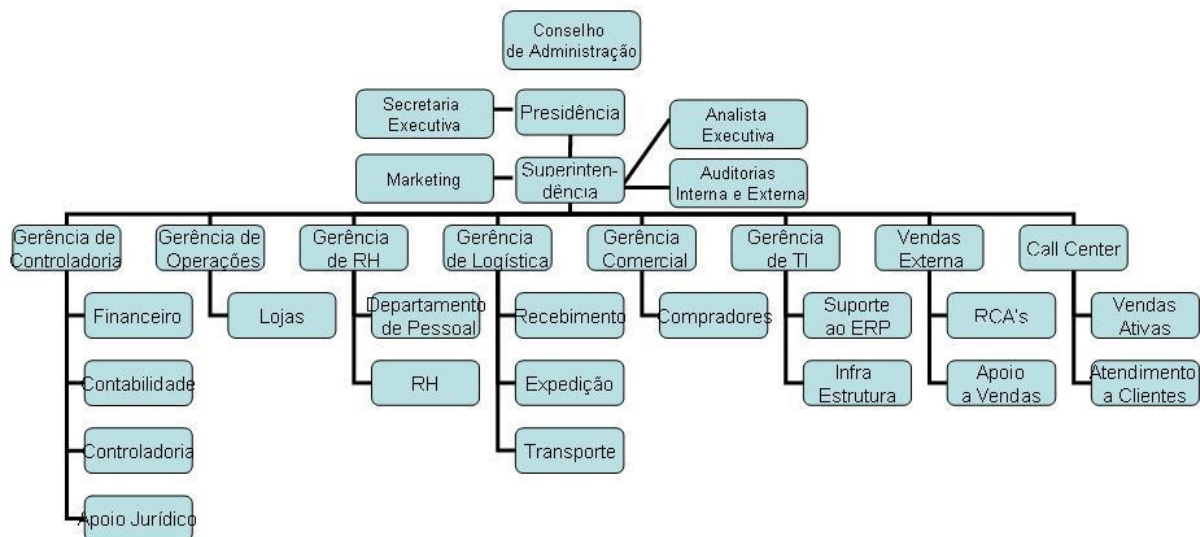 Conselho
de Administração
Secretaria
Executiva
Presidência
Analista
Executiva
Marketing
Superinten-
dência
Auditorias
Interna e Externa
Gerência de
Controladoria
Gerência de
Operações
Gerência
de RH
Gerência
de Logística
Gerência
Comercial
Gerência
de TI
Vendas
Externa
Call Center
Financeiro
Lojas
Departamento
de Pessoal
Recebimento
Compradores
Suporte
ao ERP
RCA's
Vendas
Ativas
Contabilidade
RH
Expedição
Infra
Estrutura
Apoio
a Vendas
Atendimento
a Clientes
Controladoria
Transporte
Apoio Jurídico